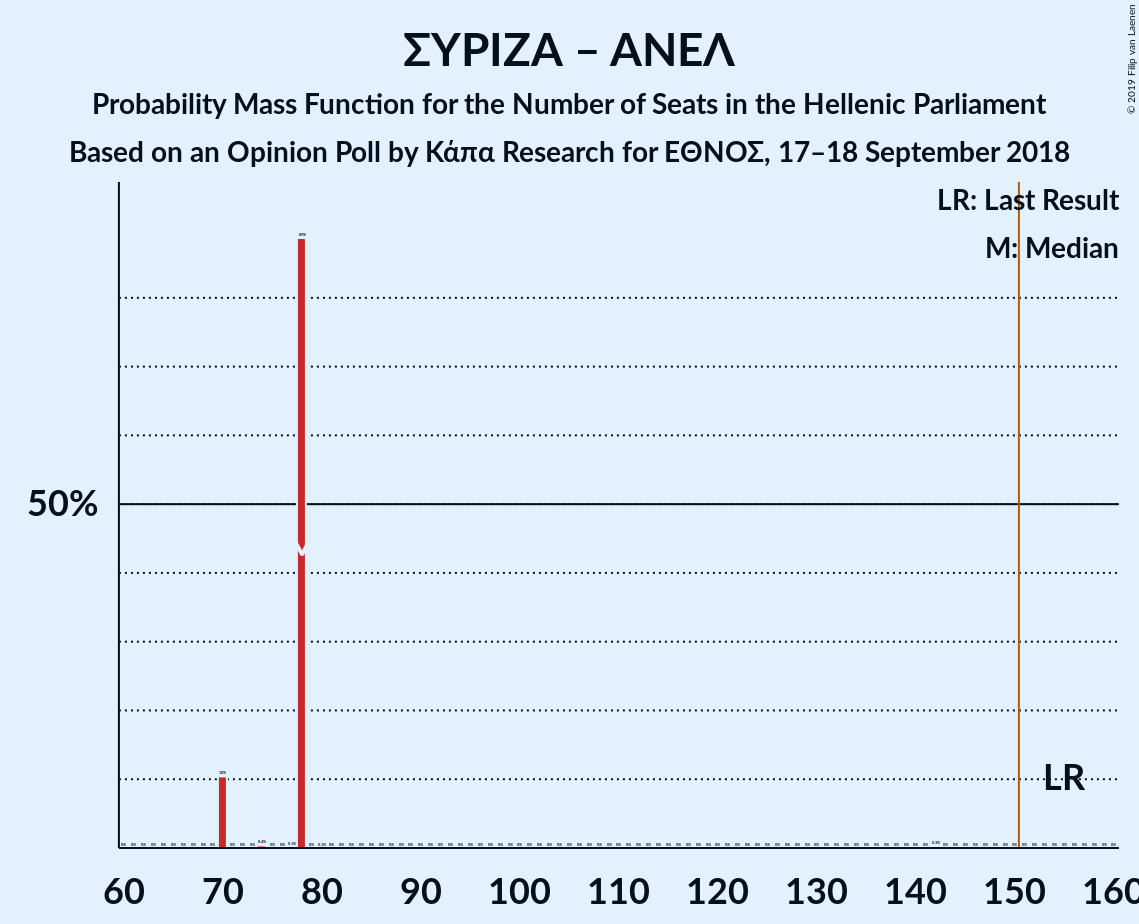 ΣΥΡΙΖΑ – ΑΝΕΛ
Probability Mass Function for the Number of Seats in the Hellenic Parliament
Based on an Opinion Poll by Κάπα Research for ΕΘΝΟΣ, 17–18 September 2018
© 2019 Filip van Laenen
LR: Last Result
M: Median
50%
89%
M
10%
LR
60 70 80 90 100 110 120 130 140 150 160